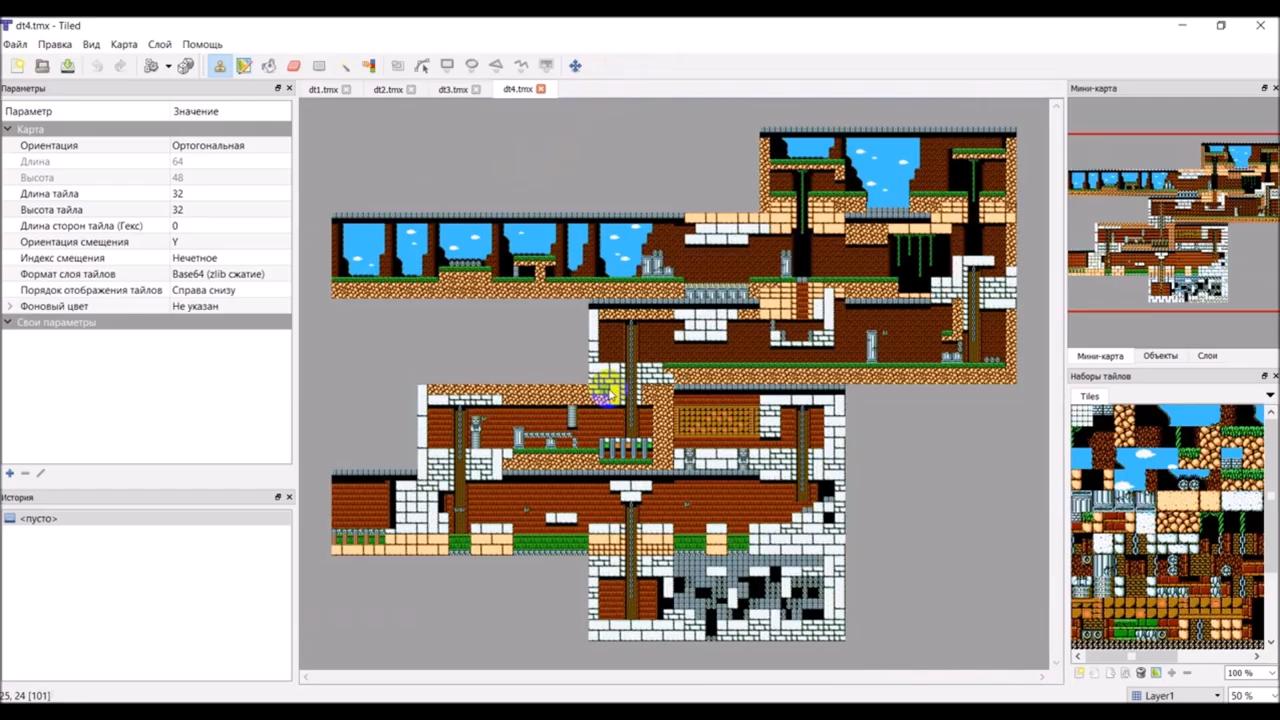 dt4.tmx - Tiled
Файл Правка Вид Карта Слой Помощь
Параметры
dt1.tmx dt2.tmx dt3.tmx dt4.tmx
Мини-карта
Параметр Значение
Карта
Ориентация Ортогональная
Длина 64
Высота 48
Длина тайла 32
Высота тайла 32
Длина сторон тайла (Гекс) 0
Ориентация смещения Y
Индекс смещения Нечетное
Формат слоя тайлов Base64 (zlib сжатие)
Порядок отображения тайлов Справа снизу
Фоновый цвет Не указан
Свои параметры
Мини-карта Объекты Слои
Наборы тайлов
Tiles
История
<пусто>
100 %
25, 24 [101]
Layer1 50 %